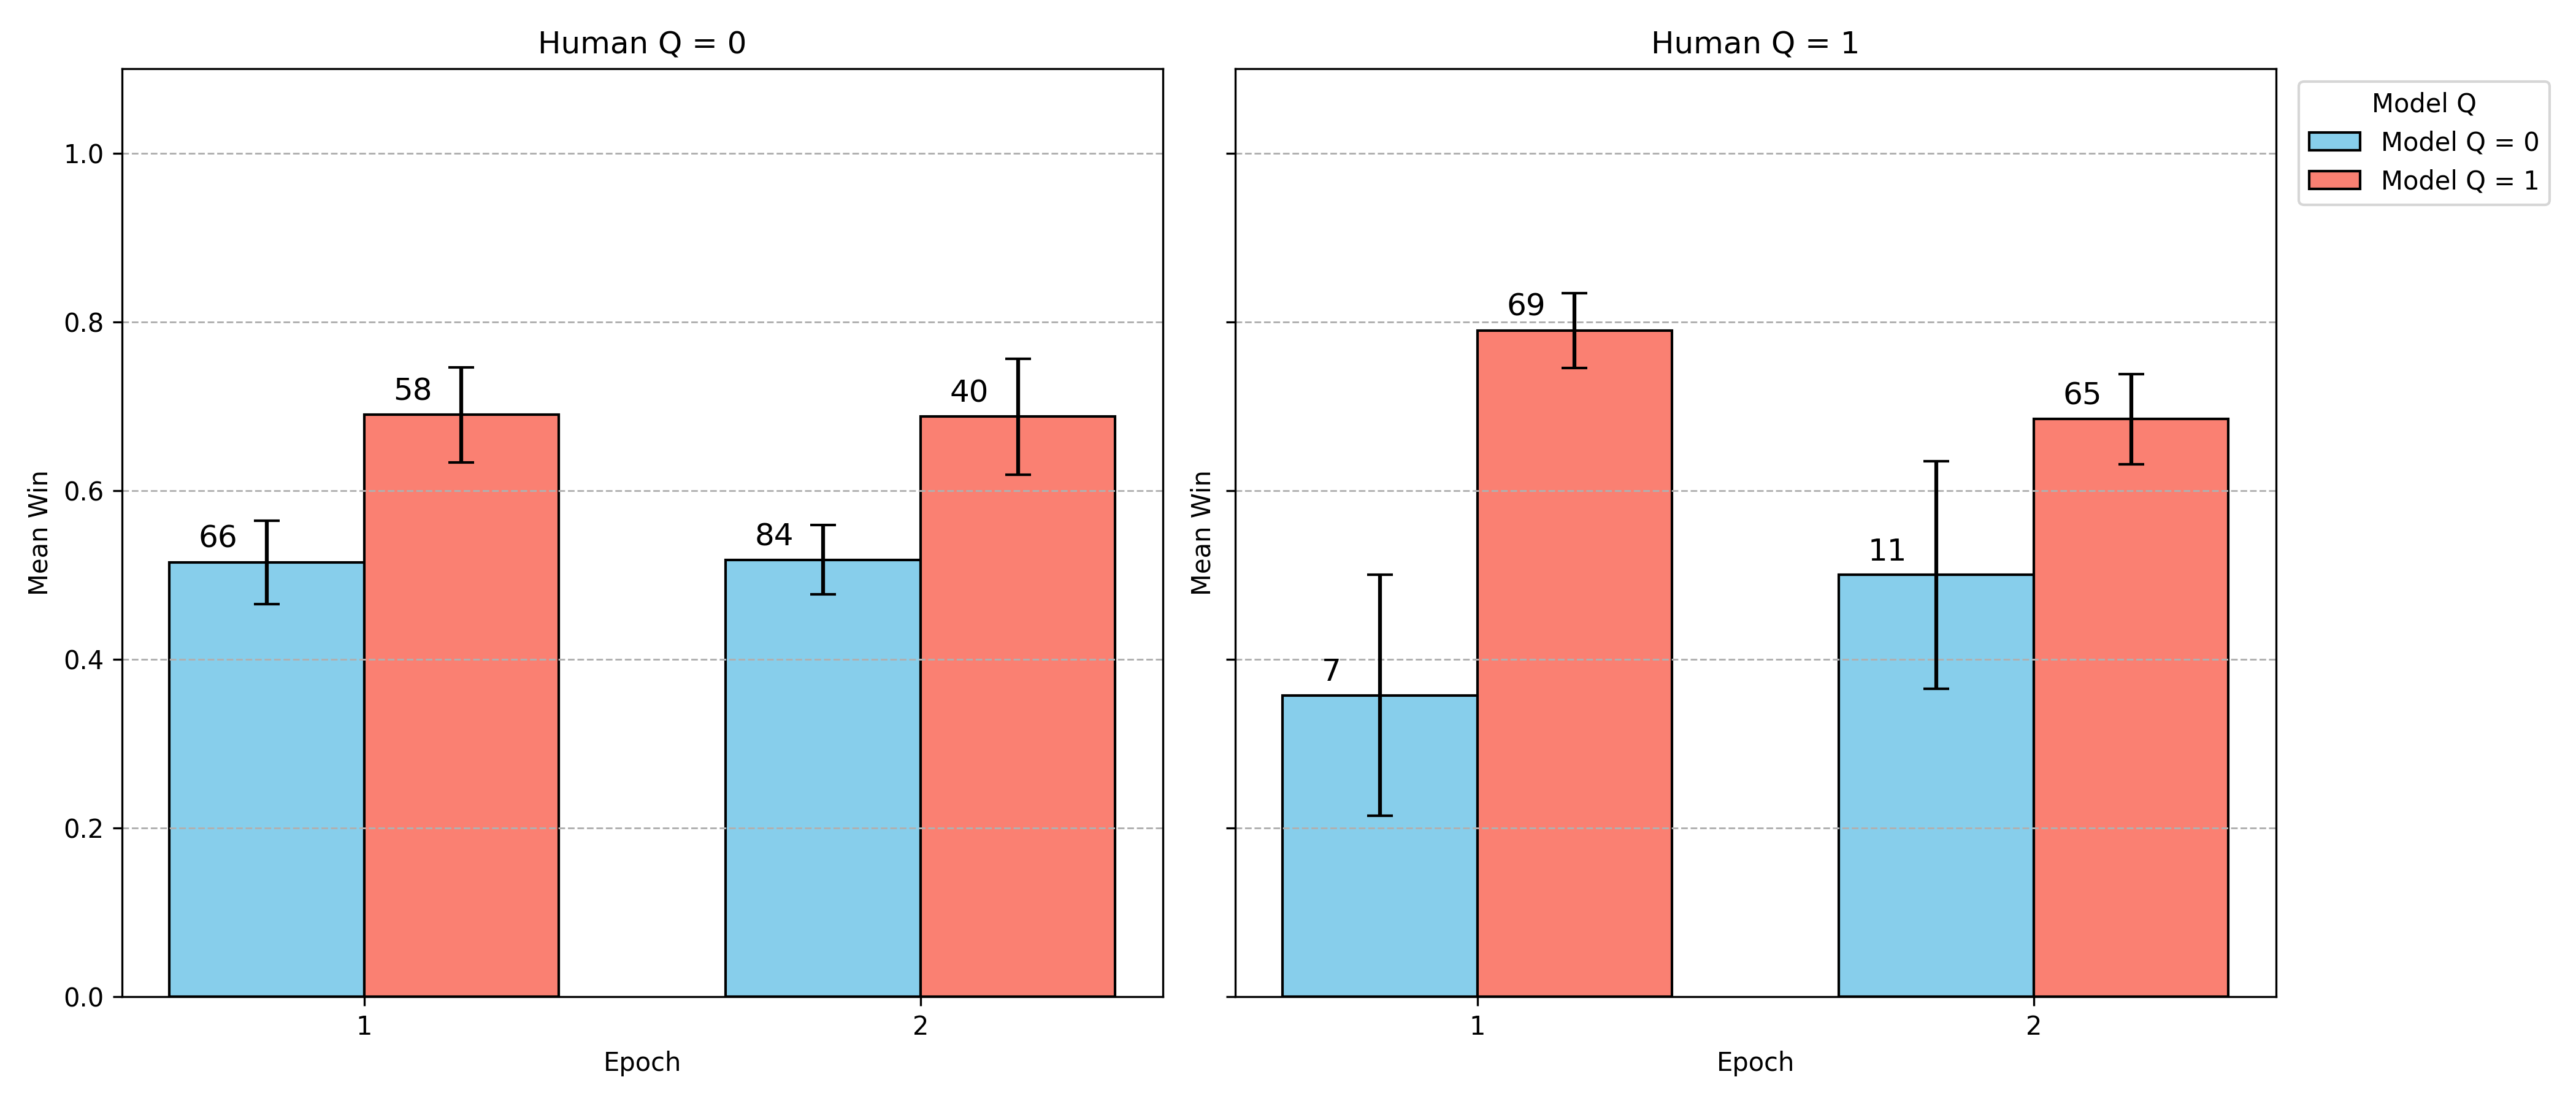 Human Q = 0
Mean Win
1.0
0.8
0.6
0.4
0.2
0.0
66
58
84
40
1
2
Epoch
Human Q = 1
Mean Win
7
69
11
65
1
2
Epoch
Model Q
Model Q = 0
Model Q = 1